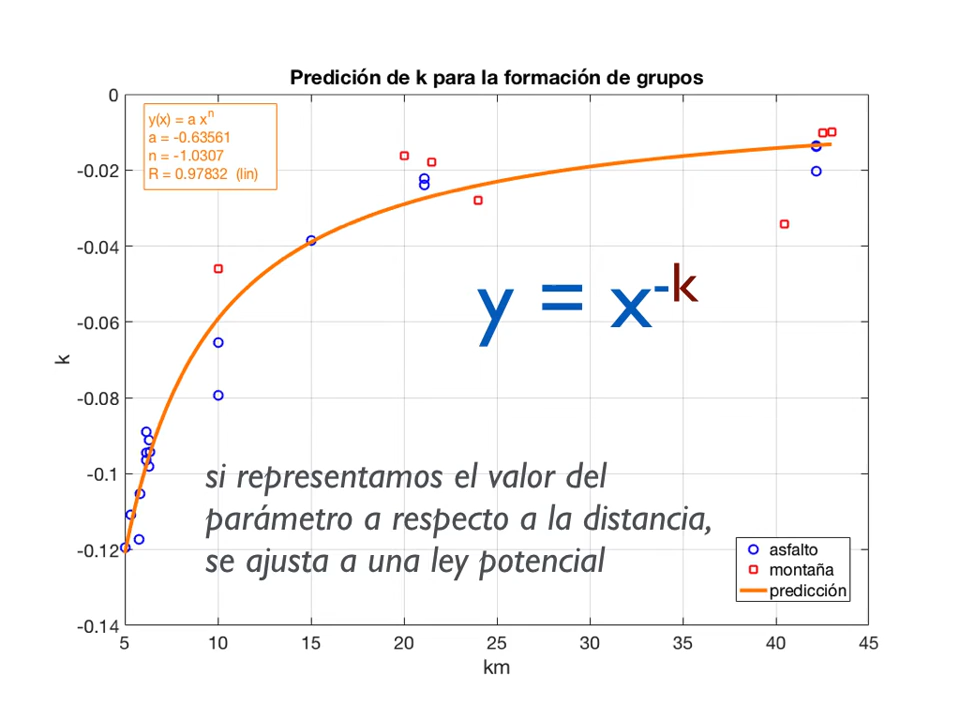 Predición de k para la formación de grupos
y(x) = a x^n
a = -0.63561
n = -1.0307
R = 0.97832 (lin)
0
-0.02
-0.04
-0.06
-0.08
-0.1
-0.12
-0.14
k
y = x^-k
si representamos el valor del
parámetro a respecto a la distancia,
se ajusta a una ley potencial
asfalto
montaña
predicción
5 10 15 20 25 30 35 40 45
km